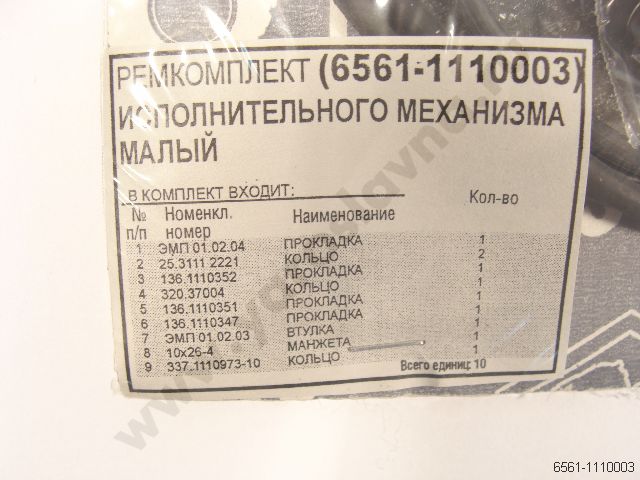 РЕМКОМПЛЕКТ (6561-1110003)
ИСПОЛНИТЕЛЬНОГО МЕХАНИЗМА
МАЛЫЙ
В КОМПЛЕКТ ВХОДИТ:
№ п/п Номенкл. номер Наименование Кол-во
1 ЭМП 01.02.04 ПРОКЛАДКА 1
2 25.3111.2221 КОЛЬЦО 2
3 136.1110352 ПРОКЛАДКА 1
4 320.37004 КОЛЬЦО 1
5 136.1110351 ПРОКЛАДКА 1
6 136.1110347 ПРОКЛАДКА 1
7 ЭМП 01.02.03 ВТУЛКА 1
8 10х26-4 МАНЖЕТА 1
9 337.1110973-10 КОЛЬЦО 1
Всего единиц: 10
6561-1110003